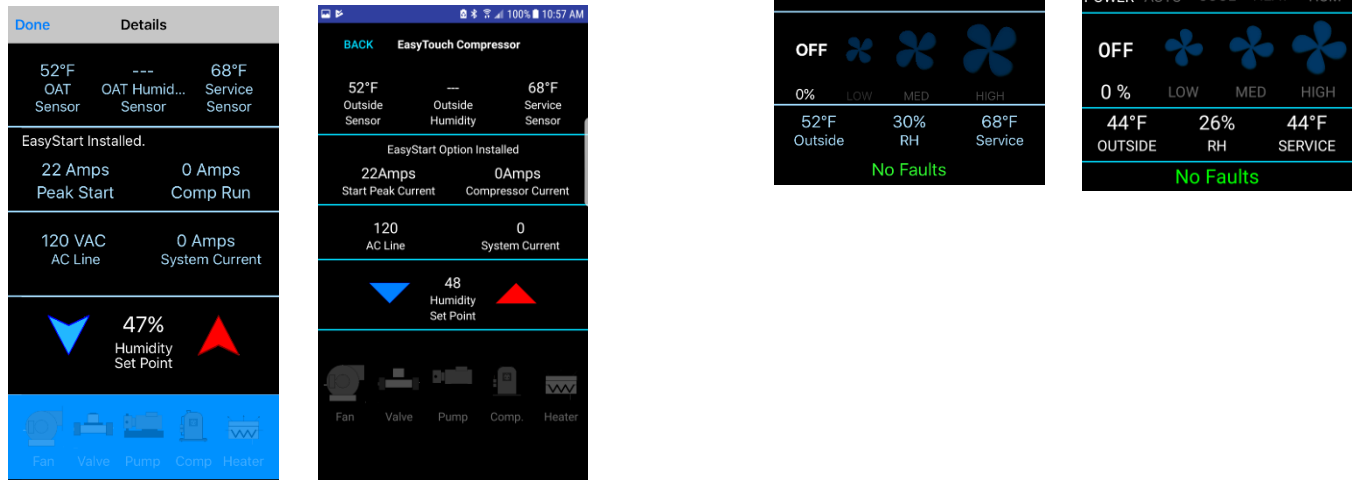 Done Details
52°F --- 68°F
OAT OAT Humid... Service
Sensor Sensor Sensor
EasyStart Installed.
22 Amps 0 Amps
Peak Start Comp Run
120 VAC 0 Amps
AC Line System Current
47%
Humidity
Set Point
Fan Valve Pump Comp Heater
100% 10:57 AM
BACK EasyTouch Compressor
52°F --- 68°F
Outside Outside Service
Sensor Humidity Sensor
EasyStart Option Installed
22Amps 0Amps
Start Peak Current Compressor Current
120 0
AC Line System Current
48
Humidity
Set Point
Fan Valve Pump Comp. Heater
OFF
0% LOW MED HIGH
52°F 30% 68°F
Outside RH Service
No Faults
OFF
0 % LOW MED HIGH
44°F 26% 44°F
OUTSIDE RH SERVICE
No Faults